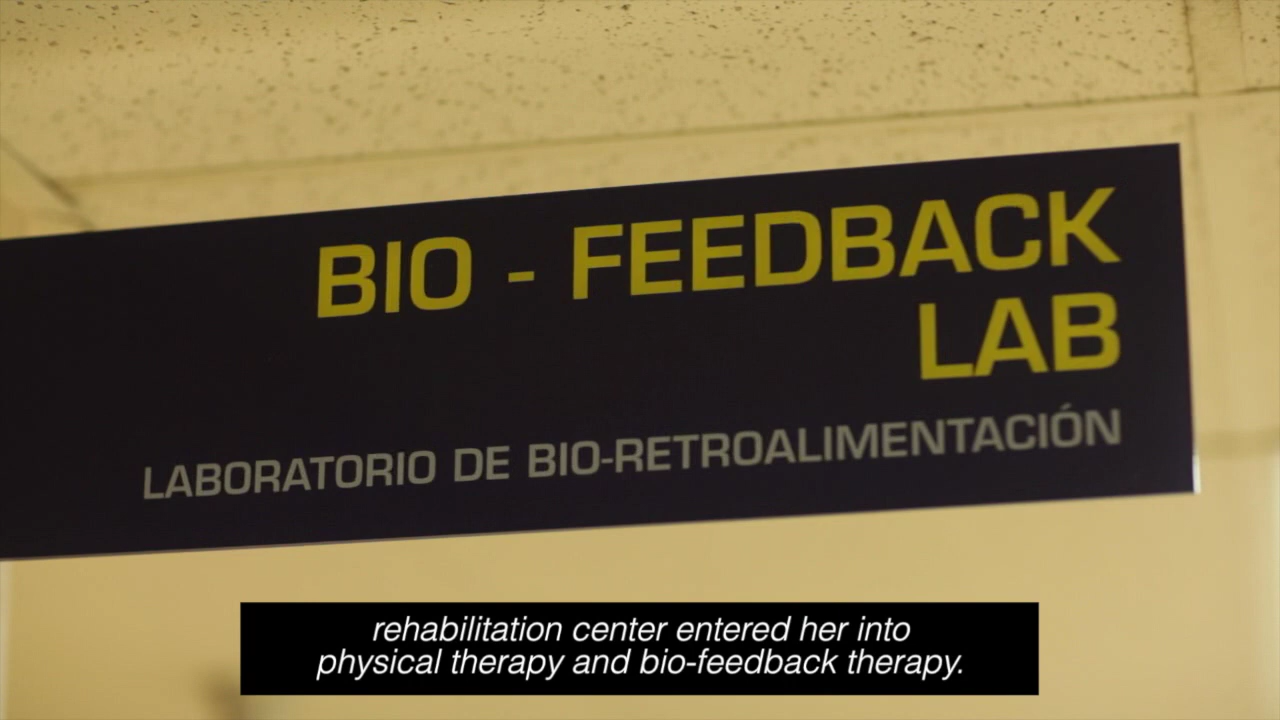 BIO - FEEDBACK
LAB
LABORATORIO DE BIO-RETROALIMENTACIÓN
rehabilitation center entered her into
physical therapy and bio-feedback therapy.